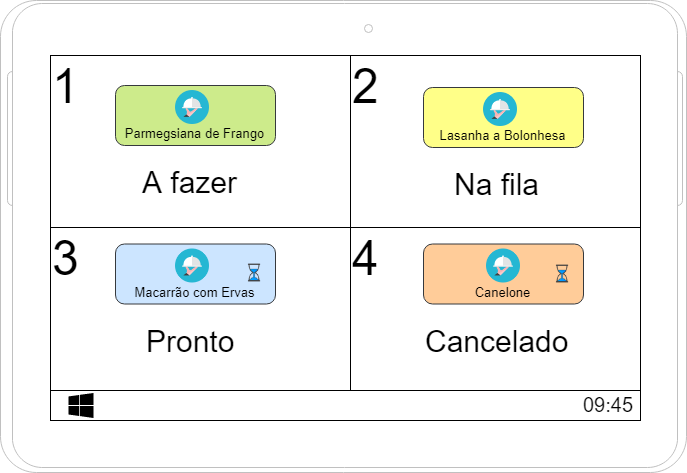 1
Parmegsiana de Frango
A fazer
2
Lasanha a Bolonhesa
Na fila
3
Macarrão com Ervas
Pronto
4
Canelone
Cancelado
09:45